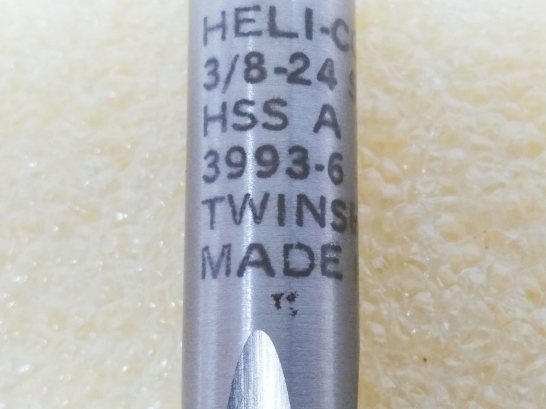 HELI-C
3/8-24 S
HSS A
3993-6
TWINS
MADE